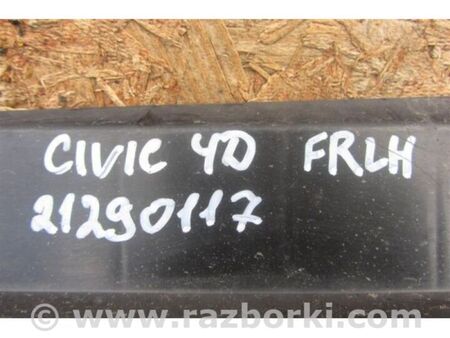 CIVIC 4D FRLH
21290117
© www.razborki.com